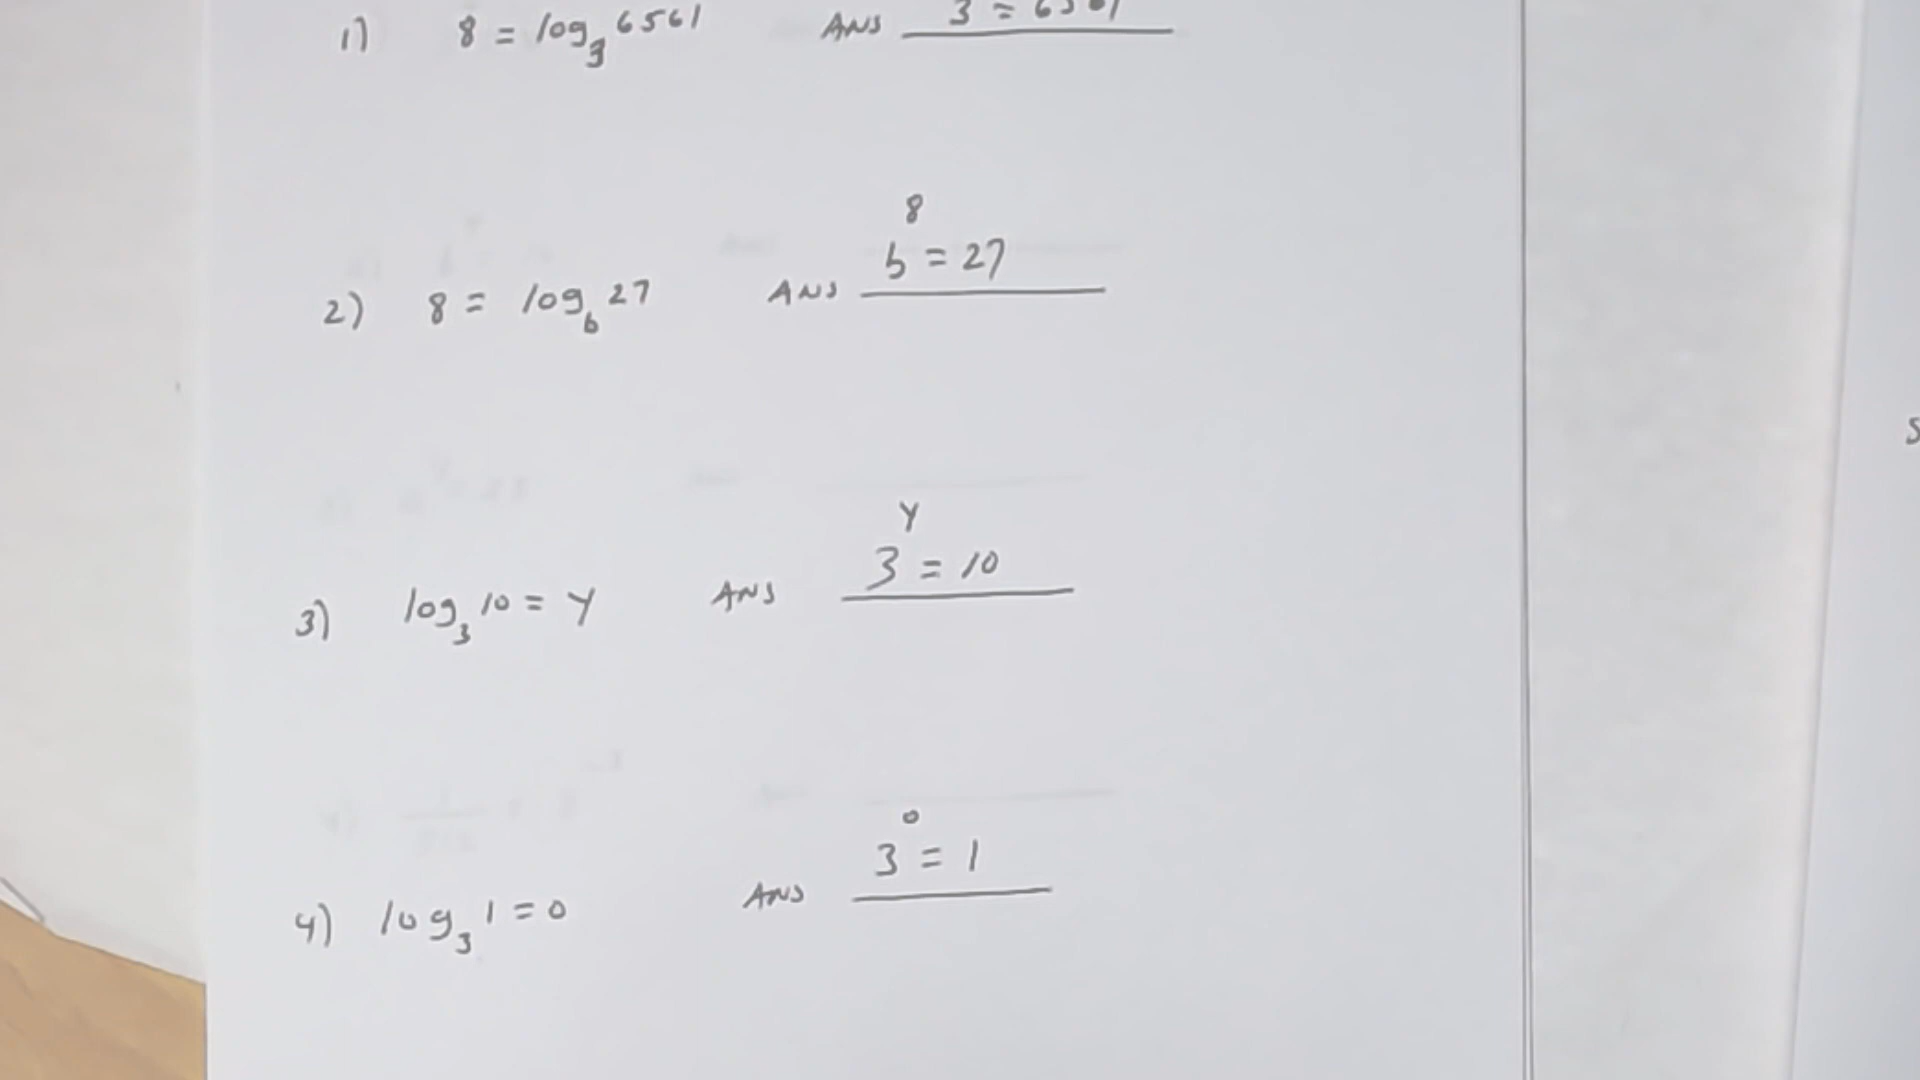 1) 8 = log₃ 6561 Ans 3 = 6561
8
2) 8 = log_b 27 Ans b = 27
Y
3) log₃ 10 = Y Ans 3 = 10
0
4) log₃ 1 = 0 Ans 3 = 1